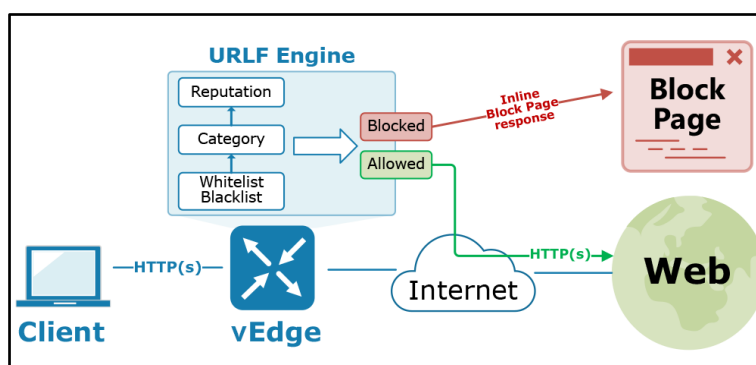 URLF Engine
Reputation
Category
Whitelist
Blacklist
Blocked
Allowed
Inline
Block Page
response
Block
Page
HTTP(s)
HTTP(s)
Internet
Web
Client
vEdge